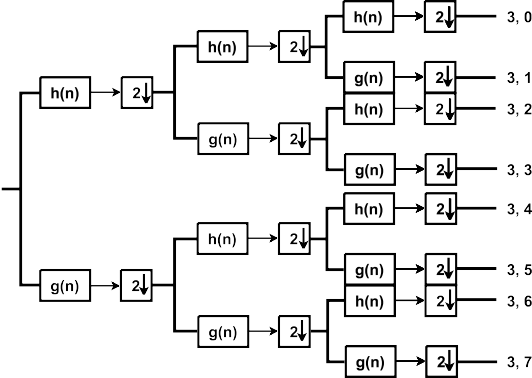 h(n) 2↓ 3, 0
h(n) 2↓
g(n) 2↓ 3, 1
h(n) 2↓
h(n) 2↓ 3, 2
g(n) 2↓
g(n) 2↓ 3, 3
h(n) 2↓ 3, 4
h(n) 2↓
g(n) 2↓ 3, 5
g(n) 2↓
h(n) 2↓ 3, 6
g(n) 2↓
g(n) 2↓ 3, 7